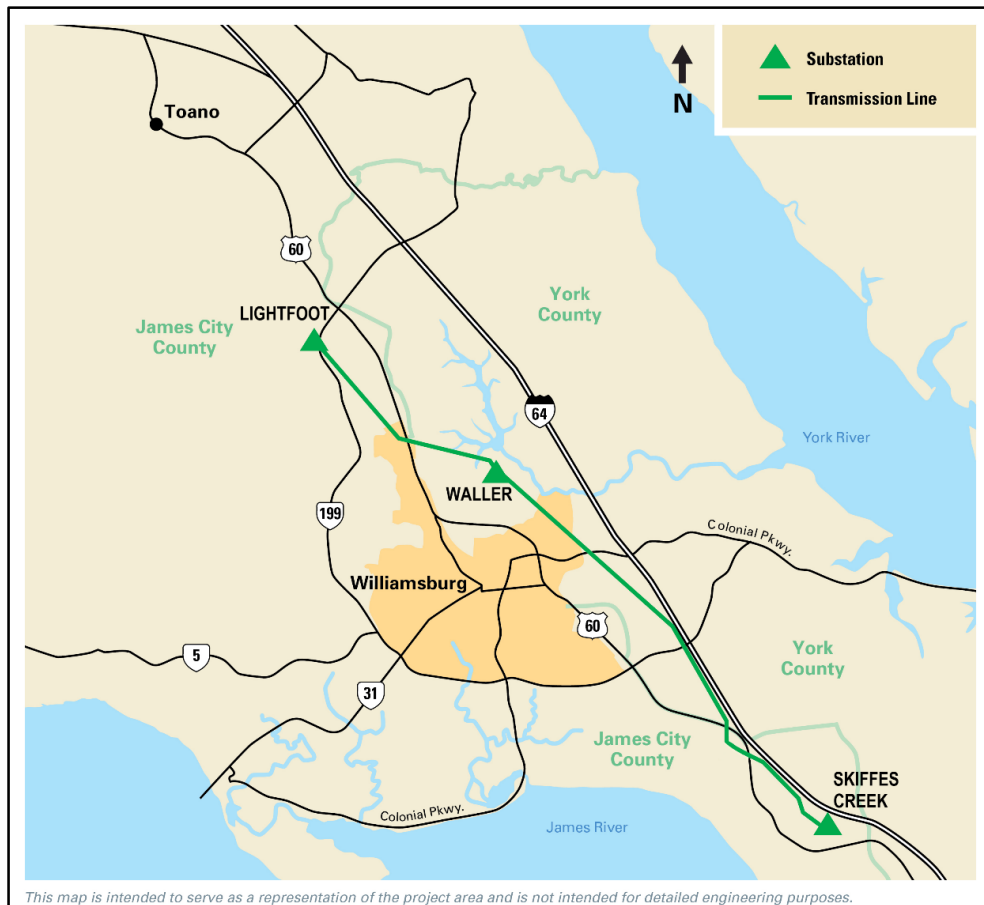 Substation
Transmission Line
N
Toano
60
LIGHTFOOT
James City
County
York
County
64
York River
WALLER
199
Colonial Pkwy.
Williamsburg
60
5
31
York
County
James City
County
SKIFFES
CREEK
Colonial Pkwy.
James River
This map is intended to serve as a representation of the project area and is not intended for detailed engineering purposes.